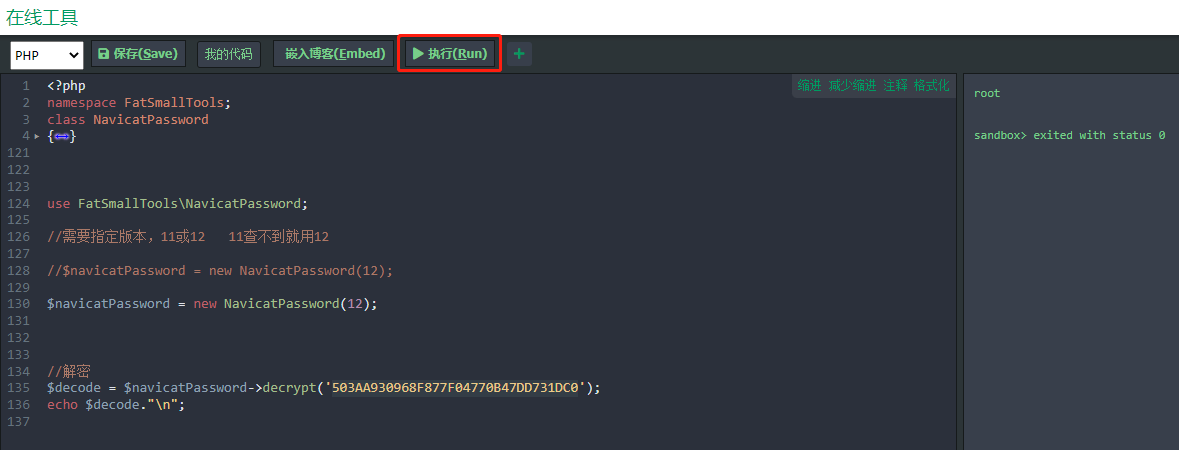 在线工具
PHP 保存(Save) 我的代码 嵌入博客(Embed) 执行(Run) +
缩进 减少缩进 注释 格式化
1 <?php
2 namespace FatSmallTools;
3 class NavicatPassword
4 {↔}
121
122
123
124 use FatSmallTools\NavicatPassword;
125
126 //需要指定版本，11或12   11查不到就用12
127
128 //$navicatPassword = new NavicatPassword(12);
129
130 $navicatPassword = new NavicatPassword(12);
131
132
133
134 //解密
135 $decode = $navicatPassword->decrypt('503AA930968F877F04770B47DD731DC0');
136 echo $decode."\n";
137
root
sandbox> exited with status 0